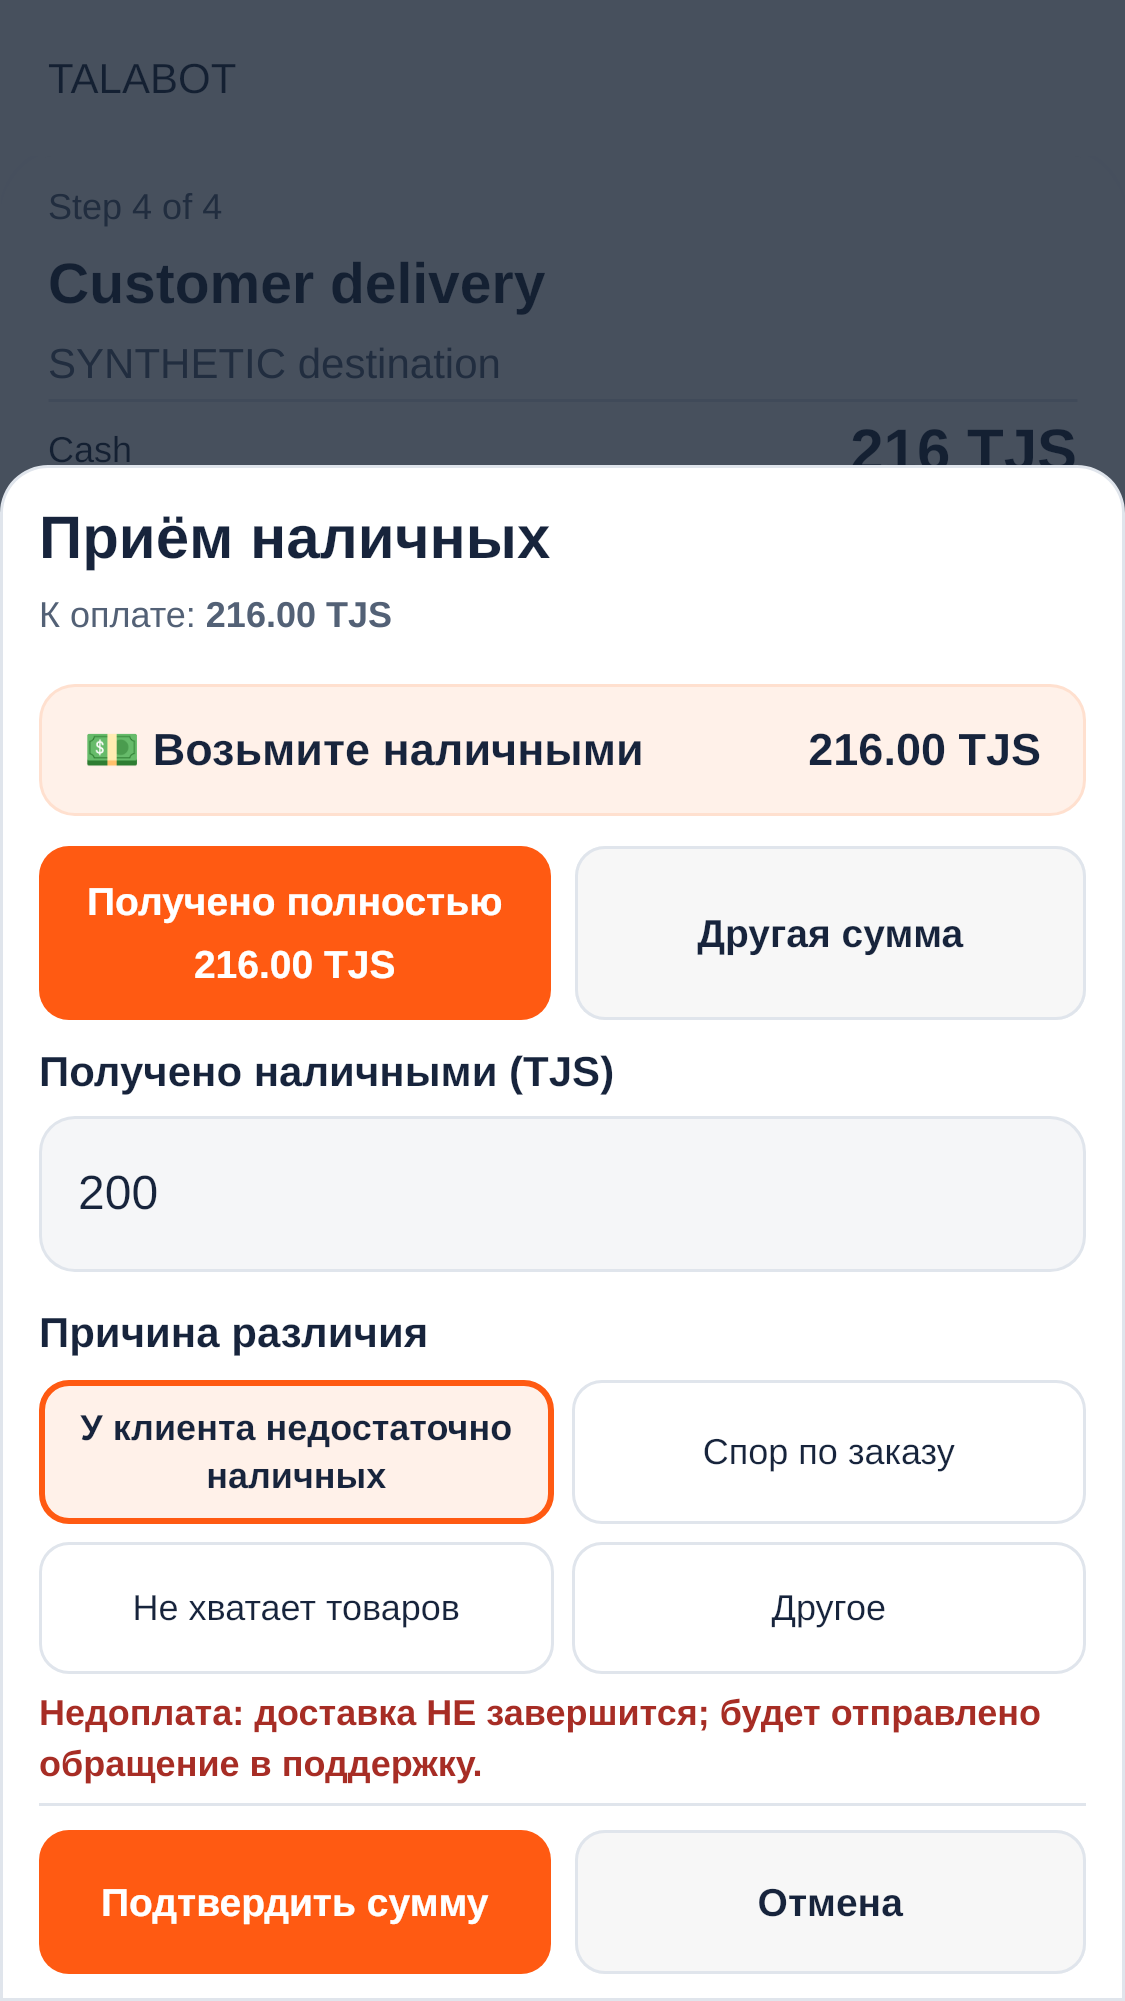 TALABOT
Step 4 of 4
Customer delivery
SYNTHETIC destination
Cash
216 TJS
Приём наличных
К оплате: 216.00 TJS
Возьмите наличными
216.00 TJS
Получено полностью
216.00 TJS
Другая сумма
Получено наличными (TJS)
200
Причина различия
У клиента недостаточно
наличных
Спор по заказу
Не хватает товаров
Другое
Недоплата: доставка НЕ завершится; будет отправлено
обращение в поддержку.
Подтвердить сумму
Отмена